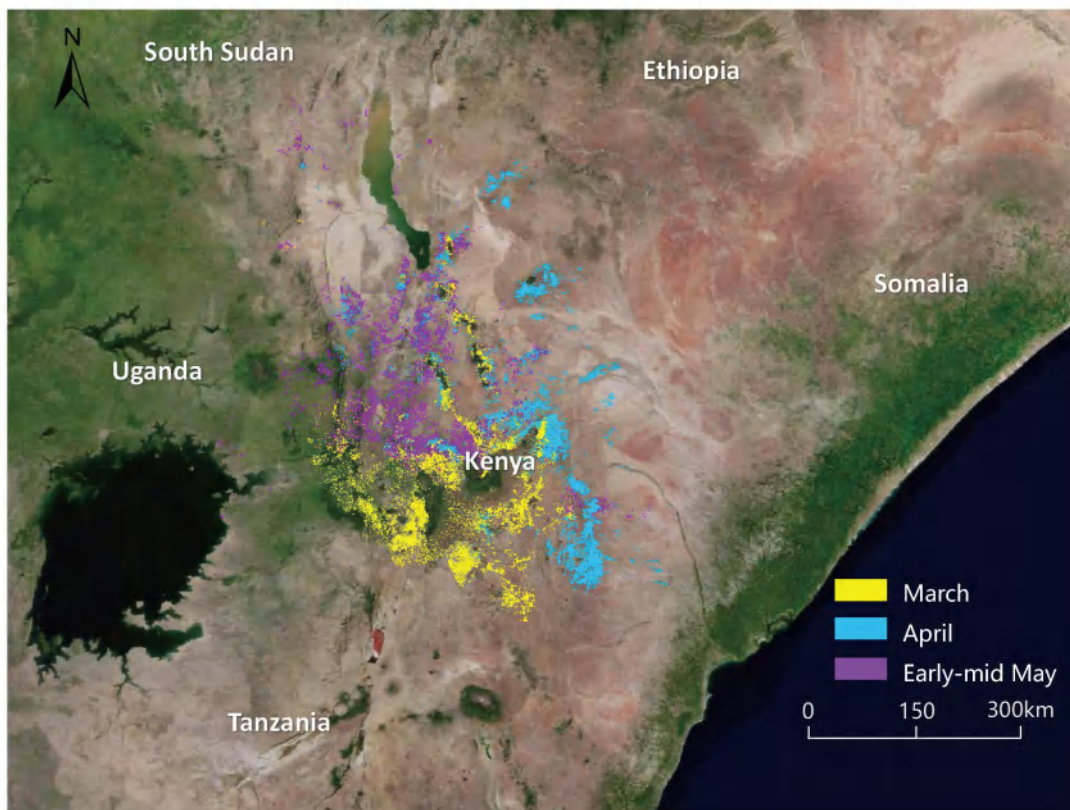 N
South Sudan
Ethiopia
Somalia
Uganda
Kenya
Tanzania
March
April
Early-mid May
0 150 300km